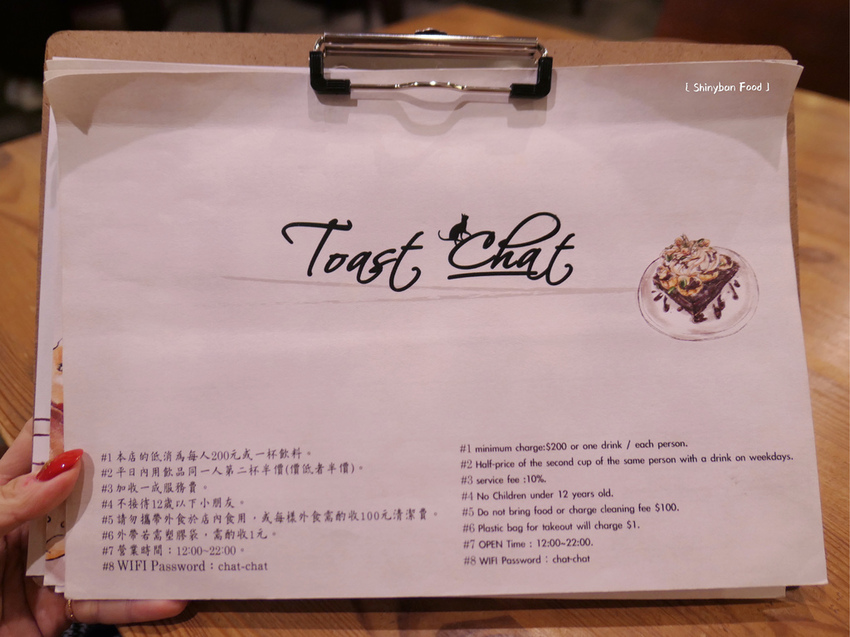 [ Shinyban Food ]
Toast Chat
#1 本店的低消為每人200元或一杯飲料。
#2 平日內用飲品同一人第二杯半價(價低者半價)。
#3 加收一成服務費。
#4 不接待12歲以下小朋友。
#5 請勿攜帶外食於店內食用，或每樣外食需酌收100元清潔費。
#6 外帶若需塑膠袋，需酌收1元。
#7 營業時間：12:00~22:00。
#8 WIFI Password：chat-chat
#1 minimum charge:$200 or one drink / each person.
#2 Half-price of the second cup of the same person with a drink on weekdays.
#3 service fee :10%.
#4 No Children under 12 years old.
#5 Do not bring food or charge cleaning fee $100.
#6 Plastic bag for takeout will charge $1.
#7 OPEN Time : 12:00~22:00.
#8 WIFI Password : chat-chat